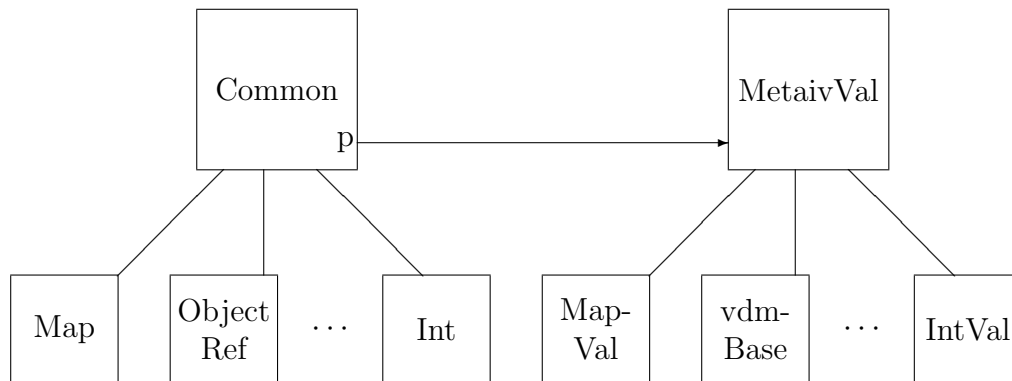 Common
MetaivVal
p
Map
Object
Ref
...
Int
Map-
Val
vdm-
Base
...
IntVal